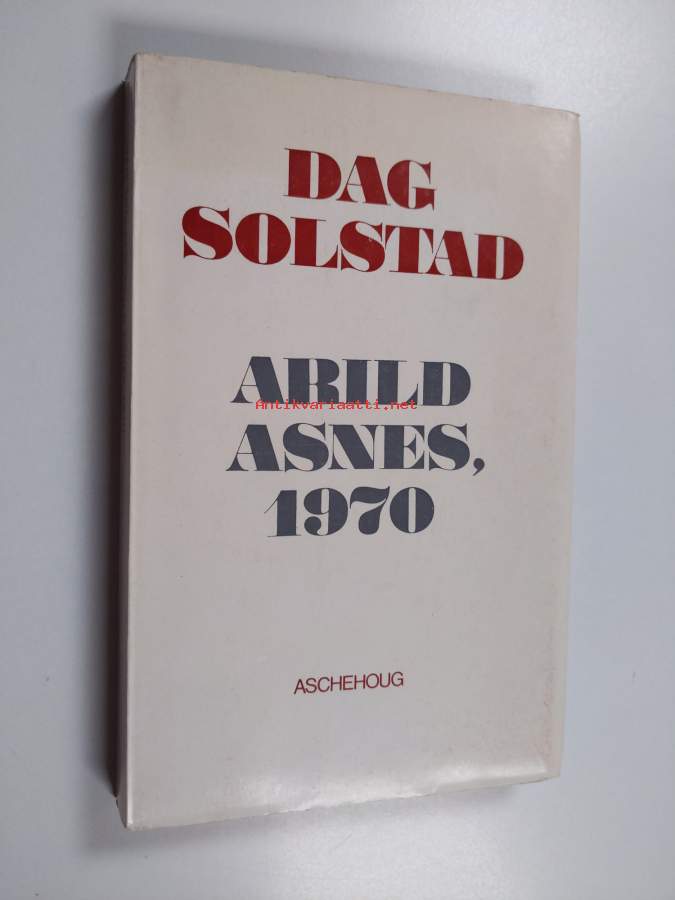 DAG
SOLSTAD
ARILD
Antikvariaatti.net
ASNES,
1970
ASCHEHOUG